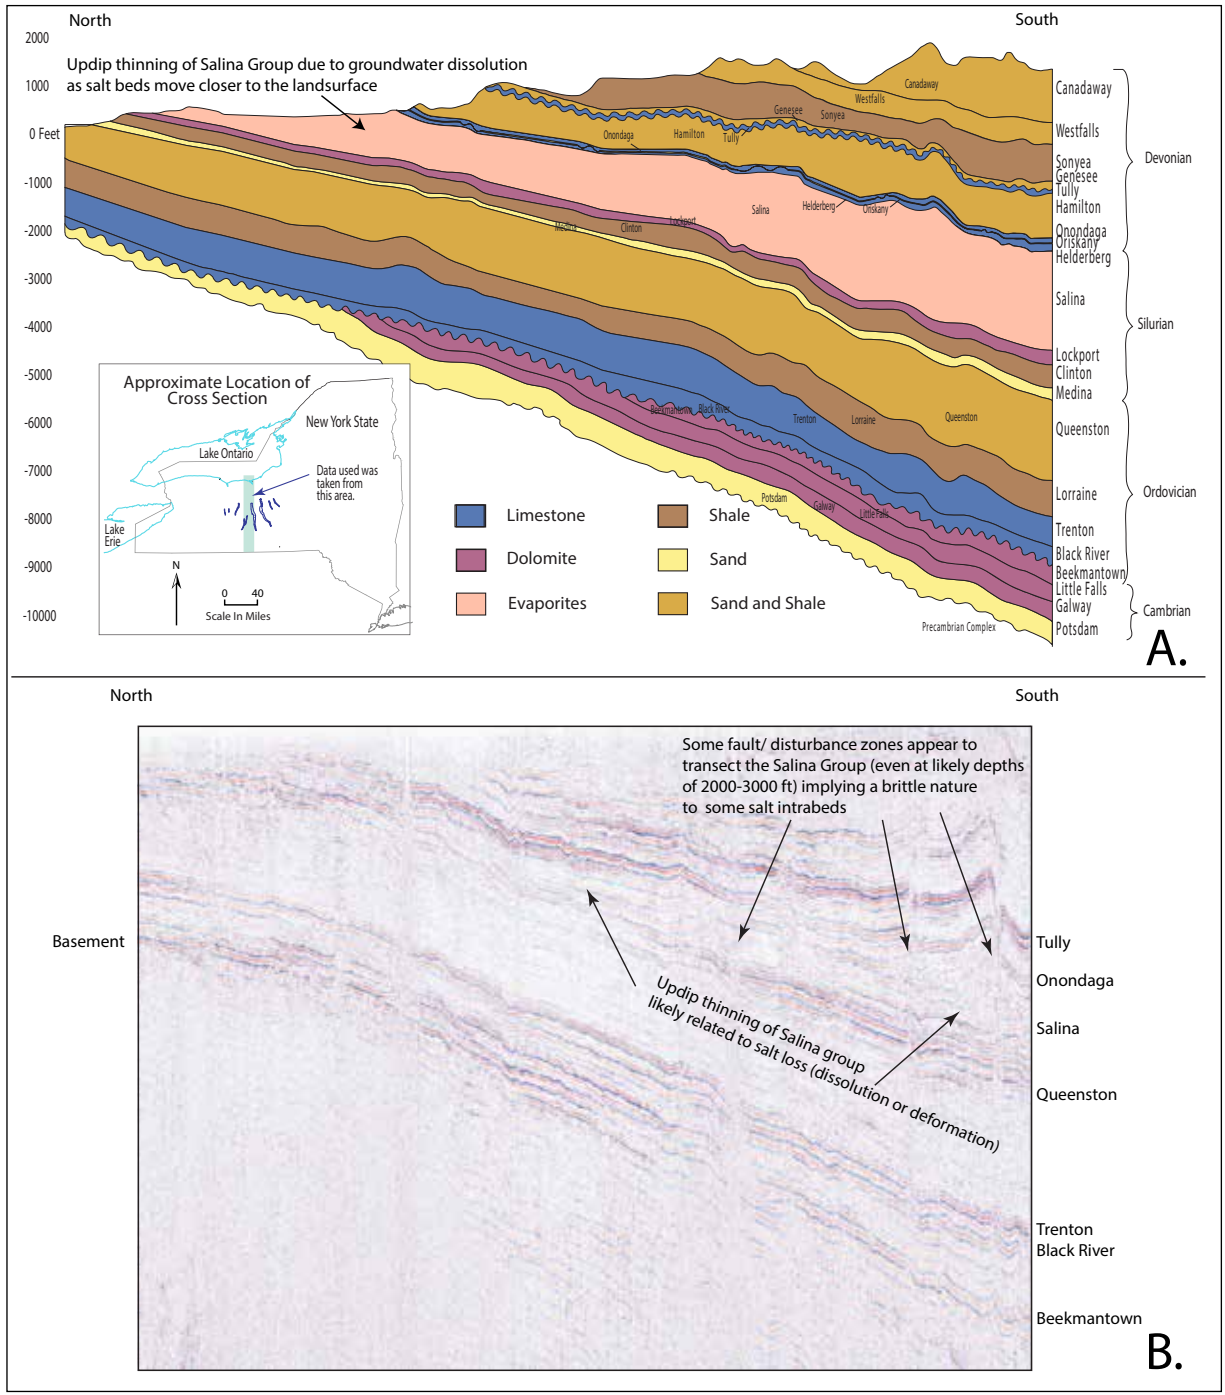 North
South
2000
1000
0 Feet
-1000
-2000
-3000
-4000
-5000
-6000
-7000
-8000
-9000
-10000
Updip thinning of Salina Group due to groundwater dissolution
as salt beds move closer to the landsurface
Canadaway
Westfalls
Genesee
Sonyea
Onondaga
Hamilton
Tully
Salina
Helderberg
Oriskany
Medina
Clinton
Lockport
Beekmantown
Black River
Trenton
Lorraine
Queenston
Potsdam
Galway
Little Falls
Precambrian Complex
Canadaway
Westfalls
Sonyea
Genesee
Tully
Hamilton
Onondaga
Oriskany
Helderberg
Salina
Lockport
Clinton
Medina
Queenston
Lorraine
Trenton
Black River
Beekmantown
Little Falls
Galway
Potsdam
Devonian
Silurian
Ordovician
Cambrian
Approximate Location of
Cross Section
New York State
Lake Ontario
Data used was
taken from
this area.
Lake
Erie
N
0 40
Scale In Miles
Limestone
Shale
Dolomite
Sand
Evaporites
Sand and Shale
A.
North
South
Some fault/ disturbance zones appear to
transect the Salina Group (even at likely depths
of 2000-3000 ft) implying a brittle nature
to some salt intrabeds
Updip thinning of Salina group
likely related to salt loss (dissolution or deformation)
Basement
Tully
Onondaga
Salina
Queenston
Trenton
Black River
Beekmantown
B.